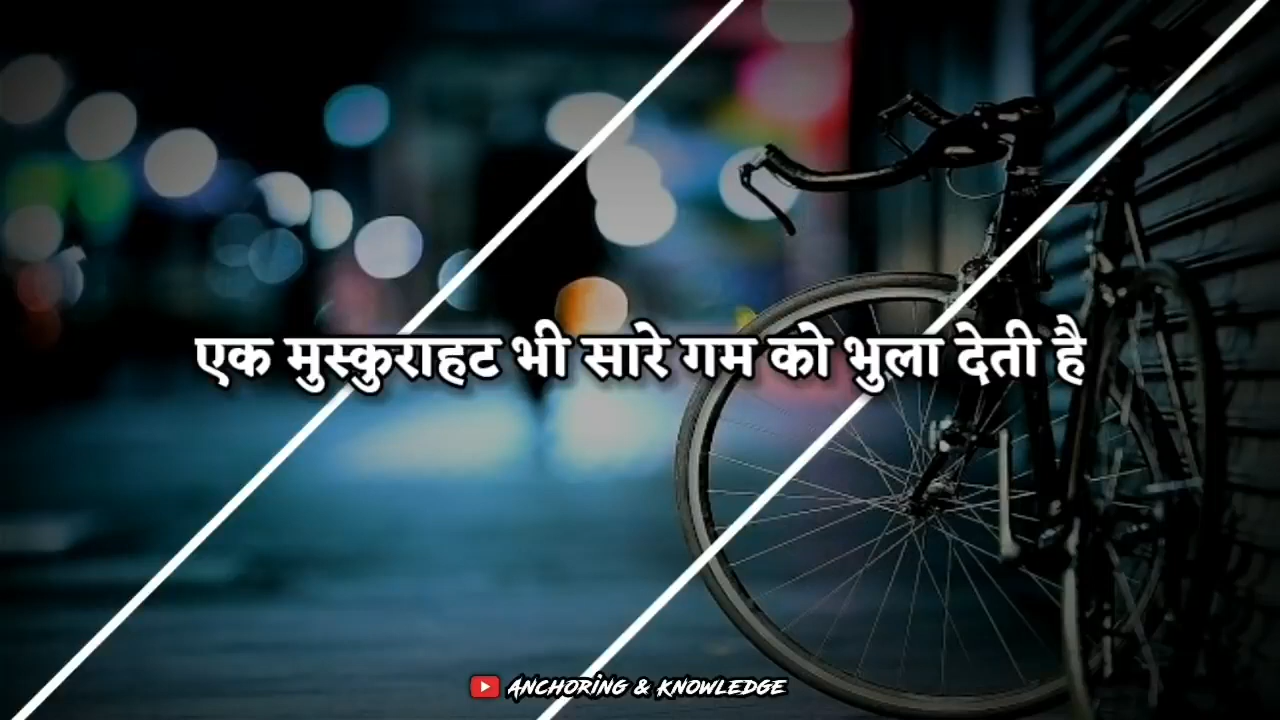 एक मुस्कुराहट भी सारे गम को भुला देती है
ANCHORING & KNOWLEDGE